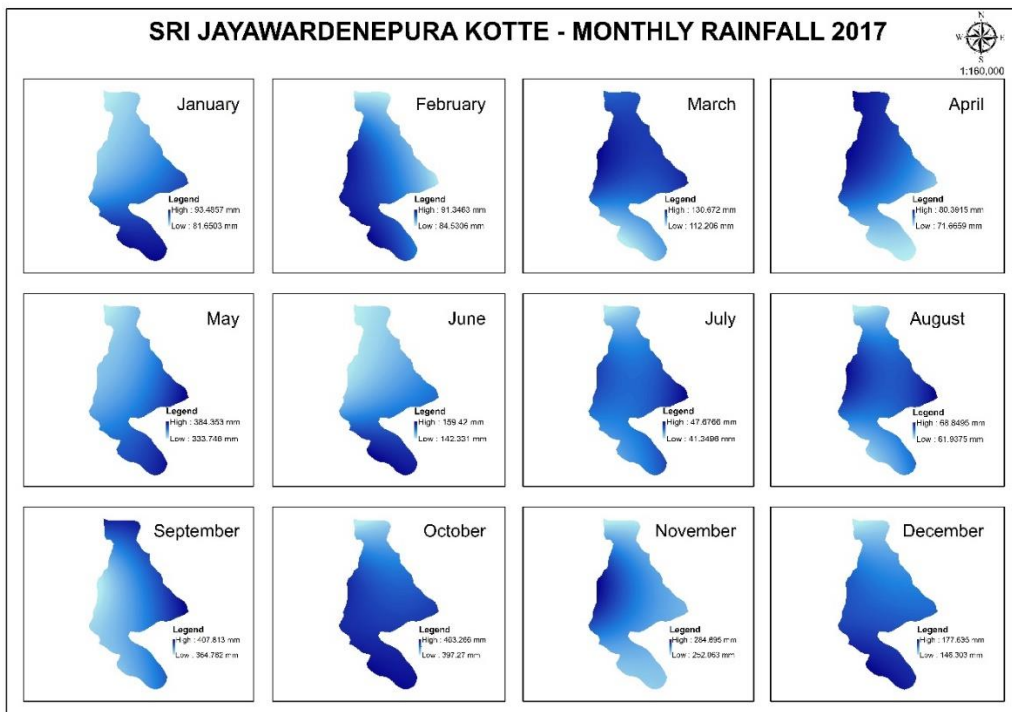 SRI JAYAWARDENEPURA KOTTE - MONTHLY RAINFALL 2017
N
W E
S
1:160,000
January
Legend
High : 93.4857 mm
Low : 81.6503 mm
February
Legend
High : 91.3463 mm
Low : 84.5306 mm
March
Legend
High : 130.672 mm
Low : 112.206 mm
April
Legend
High : 80.3915 mm
Low : 71.6659 mm
May
Legend
High : 384.353 mm
Low : 333.746 mm
June
Legend
High : 159.42 mm
Low : 142.331 mm
July
Legend
High : 47.6766 mm
Low : 41.3496 mm
August
Legend
High : 68.8495 mm
Low : 61.9375 mm
September
Legend
High : 407.813 mm
Low : 364.762 mm
October
Legend
High : 463.266 mm
Low : 397.27 mm
November
Legend
High : 284.695 mm
Low : 252.063 mm
December
Legend
High : 177.635 mm
Low : 146.303 mm